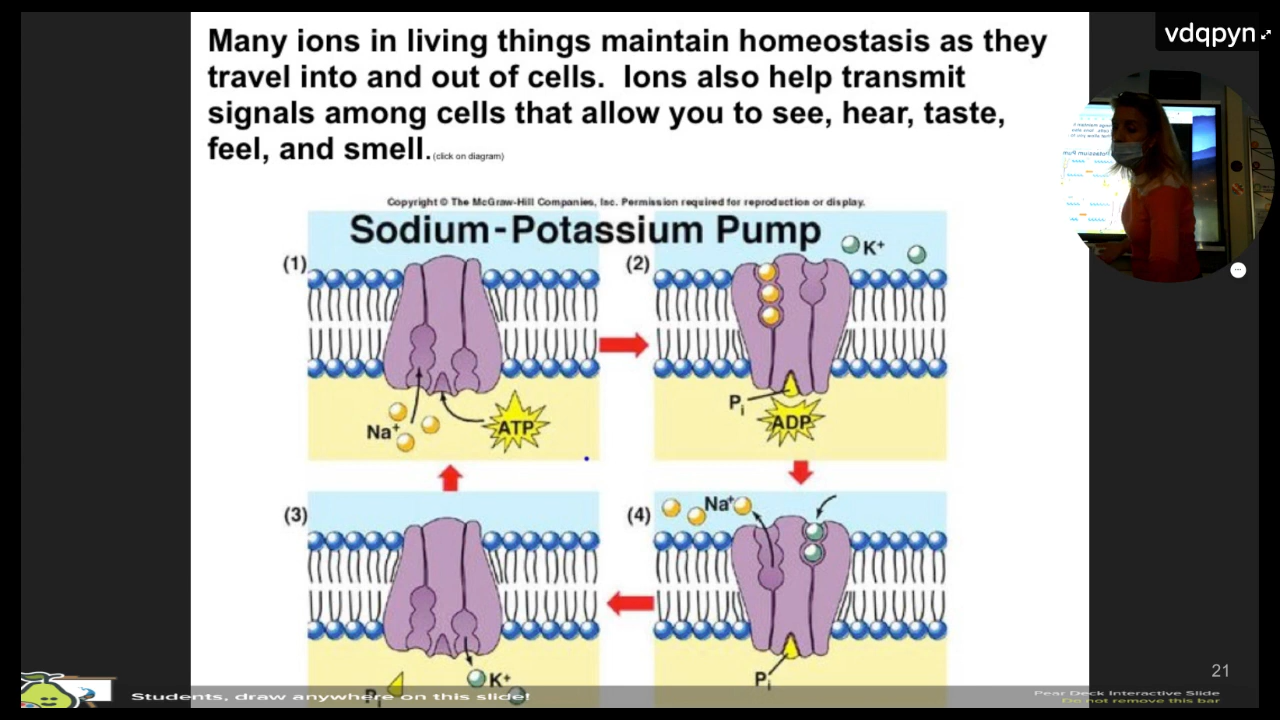 vdqpyn
Many ions in living things maintain homeostasis as they
travel into and out of cells.  Ions also help transmit
signals among cells that allow you to see, hear, taste,
feel, and smell. (click on diagram)
Copyright © The McGraw-Hill Companies, Inc. Permission required for reproduction or display.
Sodium-Potassium Pump
K+
(1)
(2)
Na+
ATP
Pi
ADP
(3)
(4)
Na+
K+
Pi
Pi
21
Students, draw anywhere on this slide!
Pear Deck Interactive Slide
Do not remove this bar